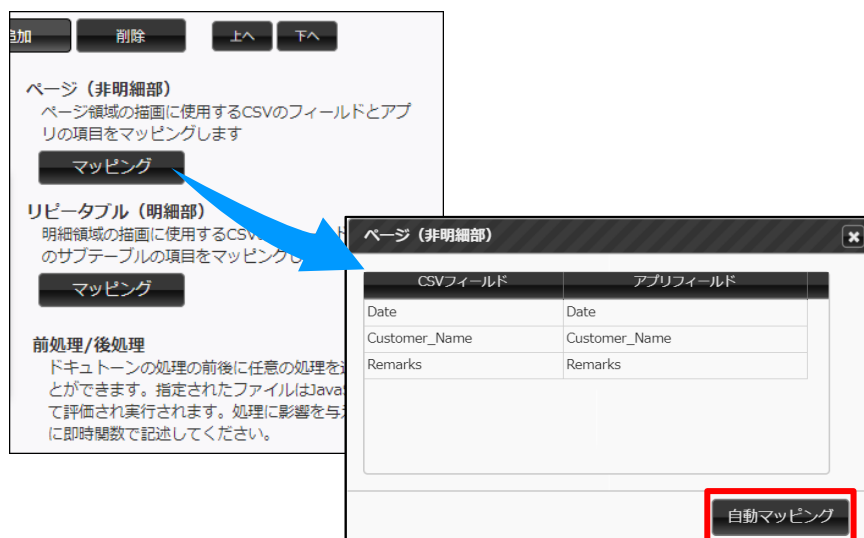 追加 削除 上へ 下へ
ページ（非明細部）
ページ領域の描画に使用するCSVのフィールドとアプ
リの項目をマッピングします
マッピング
リピータブル（明細部）
明細領域の描画に使用するCSV
のサブテーブルの項目をマッピング
マッピング
前処理/後処理
ドキュトーンの処理の前後に任意の処理を
とができます。指定されたファイルはJava
て評価され実行されます。処理に影響を与
に即時関数で記述してください。
ページ（非明細部）
CSVフィールド アプリフィールド
Date Date
Customer_Name Customer_Name
Remarks Remarks
自動マッピング